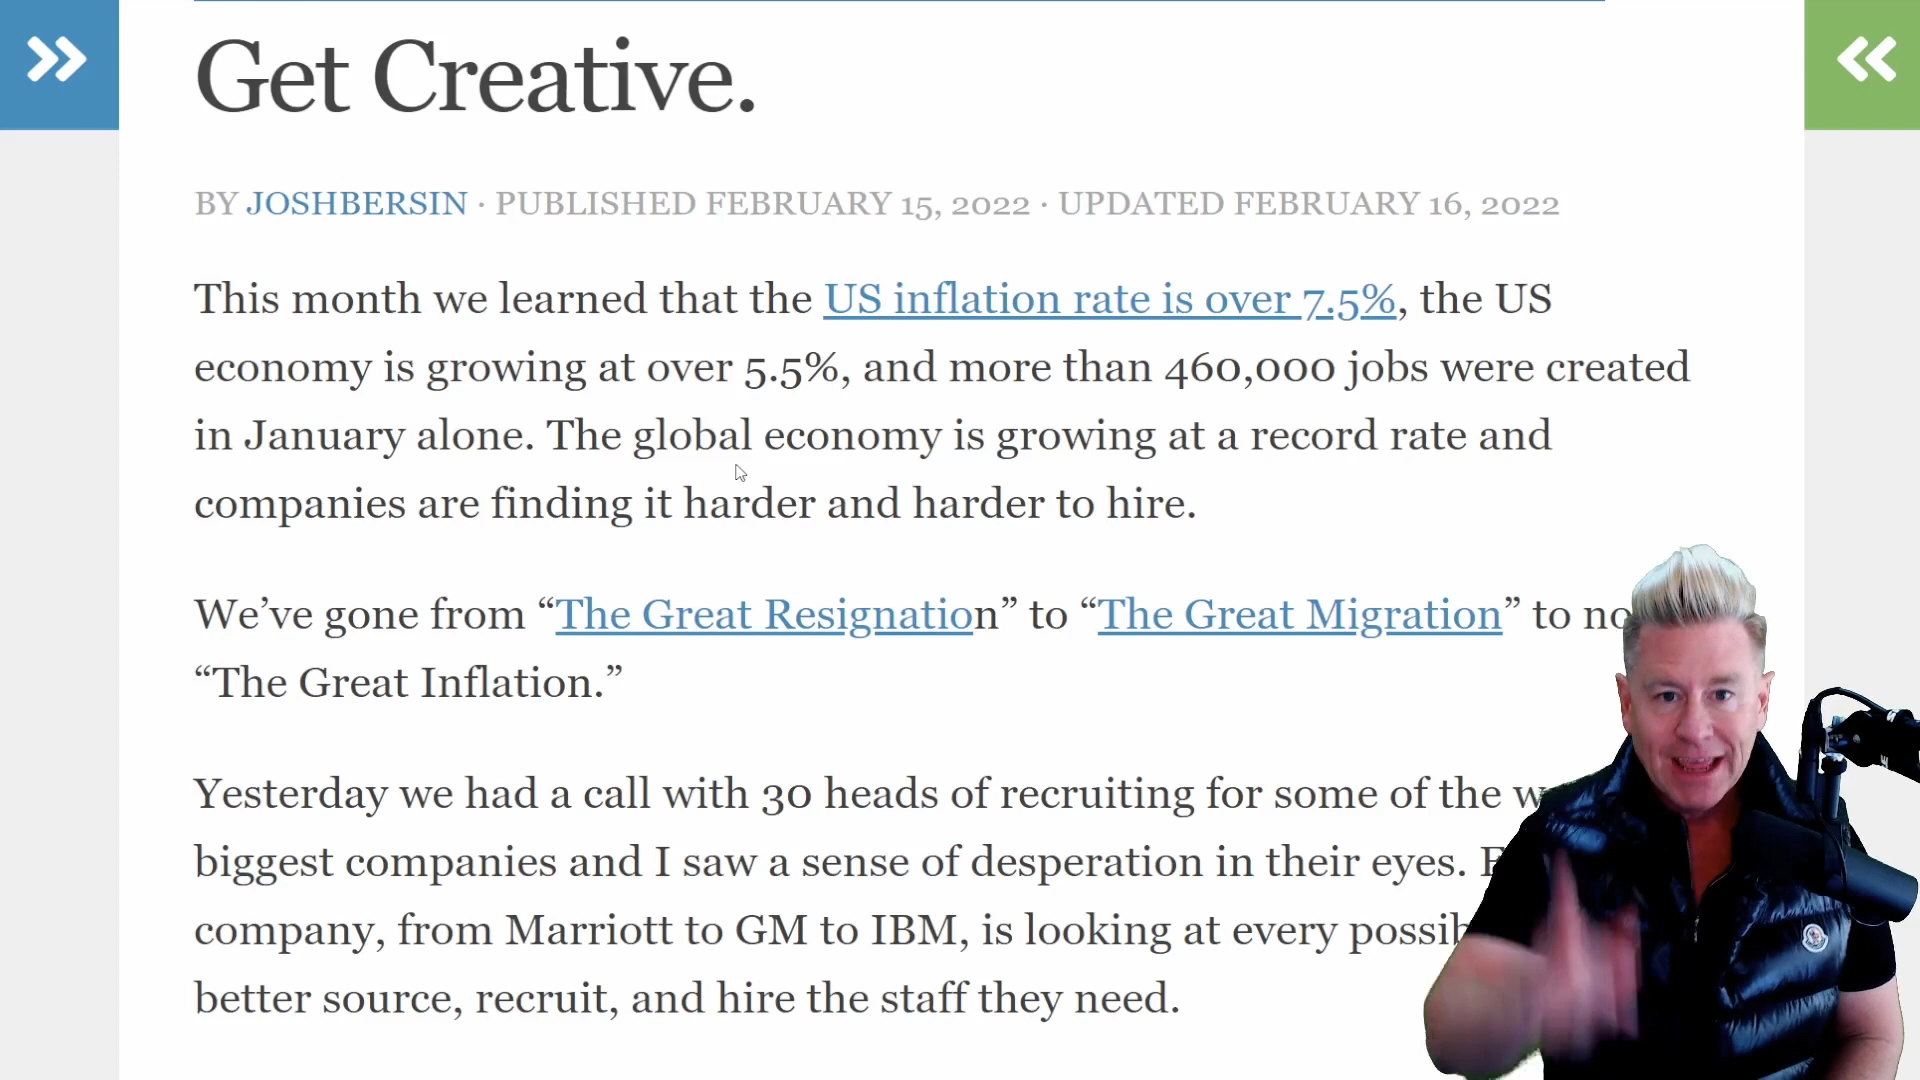 Get Creative.
BY JOSHBERSIN · PUBLISHED FEBRUARY 15, 2022 · UPDATED FEBRUARY 16, 2022
This month we learned that the US inflation rate is over 7.5%, the US
economy is growing at over 5.5%, and more than 460,000 jobs were created
in January alone. The global economy is growing at a record rate and
companies are finding it harder and harder to hire.
We’ve gone from “The Great Resignation” to “The Great Migration” to
“The Great Inflation.”
Yesterday we had a call with 30 heads of recruiting for some of the
biggest companies and I saw a sense of desperation in their eyes.
company, from Marriott to GM to IBM, is looking at every
better source, recruit, and hire the staff they need.